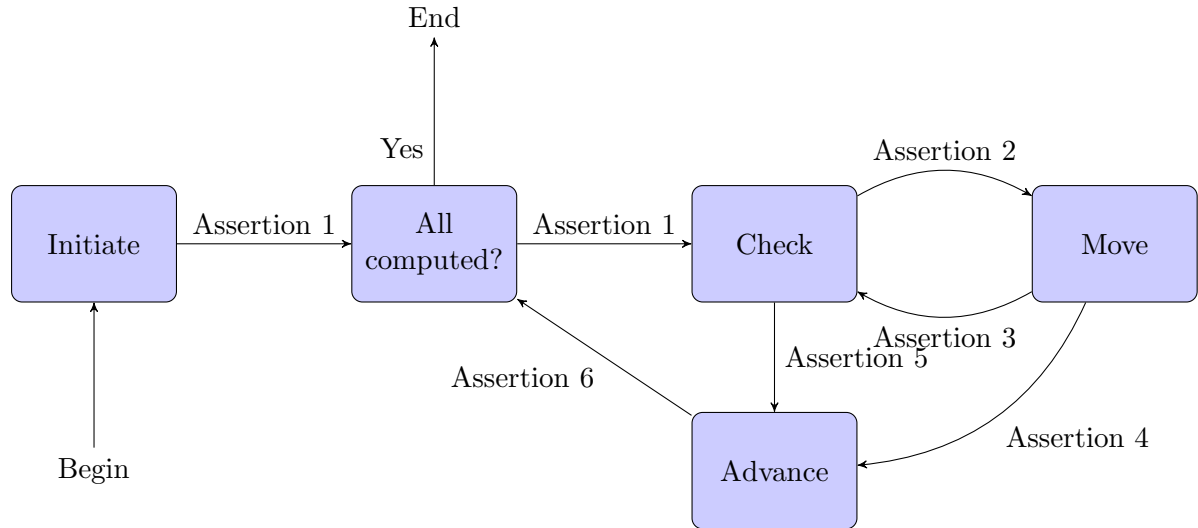 End
Yes
Assertion 2
Initiate
Assertion 1
All
computed?
Assertion 1
Check
Move
Assertion 3
Assertion 5
Assertion 6
Assertion 4
Begin
Advance